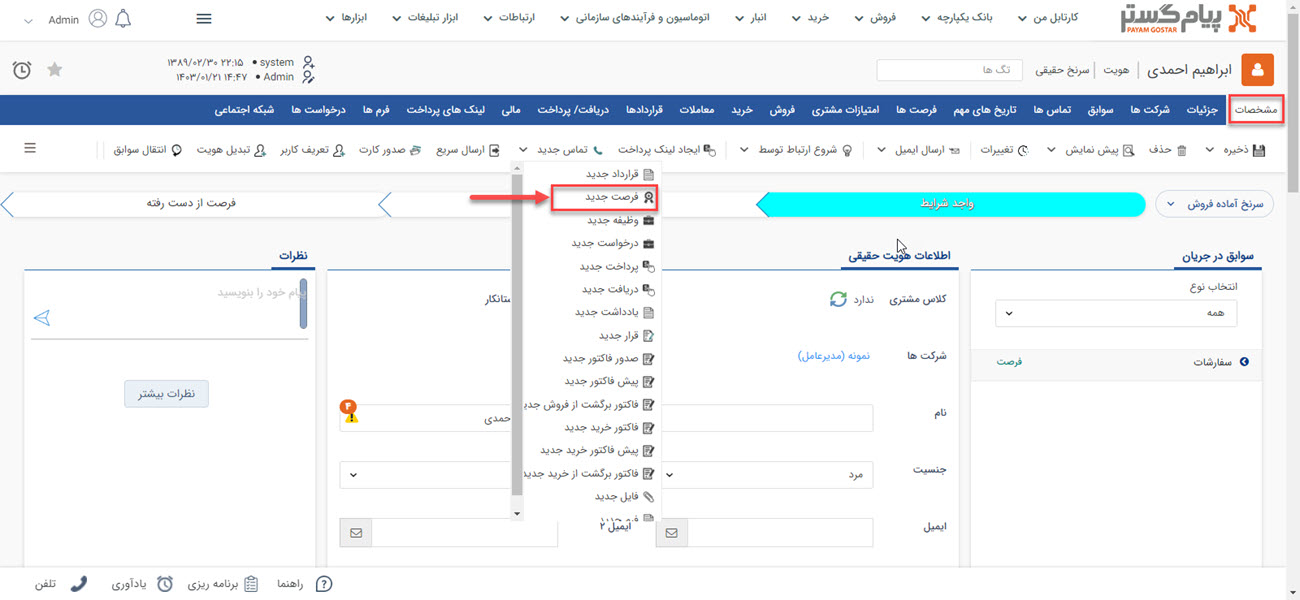 پیام‌گستر
PAYAM GOSTAR
کارتابل من
بانک یکپارچه
فروش
خرید
انبار
اتوماسیون و فرآیندهای سازمانی
ارتباطات
ابزار تبلیغات
ابزارها
Admin
ابراهیم احمدی
هویت
سرنخ حقیقی
تگ ها
۱۳۸۹/۰۲/۳۰ ۲۲:۱۵ • system
۱۴۰۳/۰۱/۲۱ ۱۴:۴۷ • Admin
مشخصات
جزئیات
شرکت ها
سوابق
تماس ها
تاریخ های مهم
فرصت ها
امتیازات مشتری
فروش
خرید
معاملات
قراردادها
دریافت/ پرداخت
مالی
لینک های پرداخت
فرم ها
درخواست ها
شبکه اجتماعی
ذخیره
حذف
پیش نمایش
تغییرات
ارسال ایمیل
شروع ارتباط توسط
ایجاد لینک پرداخت
تماس جدید
ارسال سریع
صدور کارت
تعریف کاربر
تبدیل هویت
انتقال سوابق
سرنخ آماده فروش
واجد شرایط
فرصت از دست رفته
قرارداد جدید
فرصت جدید
وظیفه جدید
درخواست جدید
پرداخت جدید
دریافت جدید
یادداشت جدید
قرار جدید
صدور فاکتور جدید
پیش فاکتور جدید
فاکتور برگشت از فروش جدید
فاکتور خرید جدید
پیش فاکتور خرید جدید
فاکتور برگشت از خرید جدید
فایل جدید
سوابق در جریان
انتخاب نوع
همه
سفارشات
فرصت
اطلاعات هویت حقیقی
کلاس مشتری
ندارد
شرکت ها
نمونه (مدیرعامل)
نام
جنسیت
مرد
ایمیل
ایمیل ۲
نظرات
پیام خود را بنویسید
نظرات بیشتر
راهنما
برنامه ریزی
یادآوری
تلفن